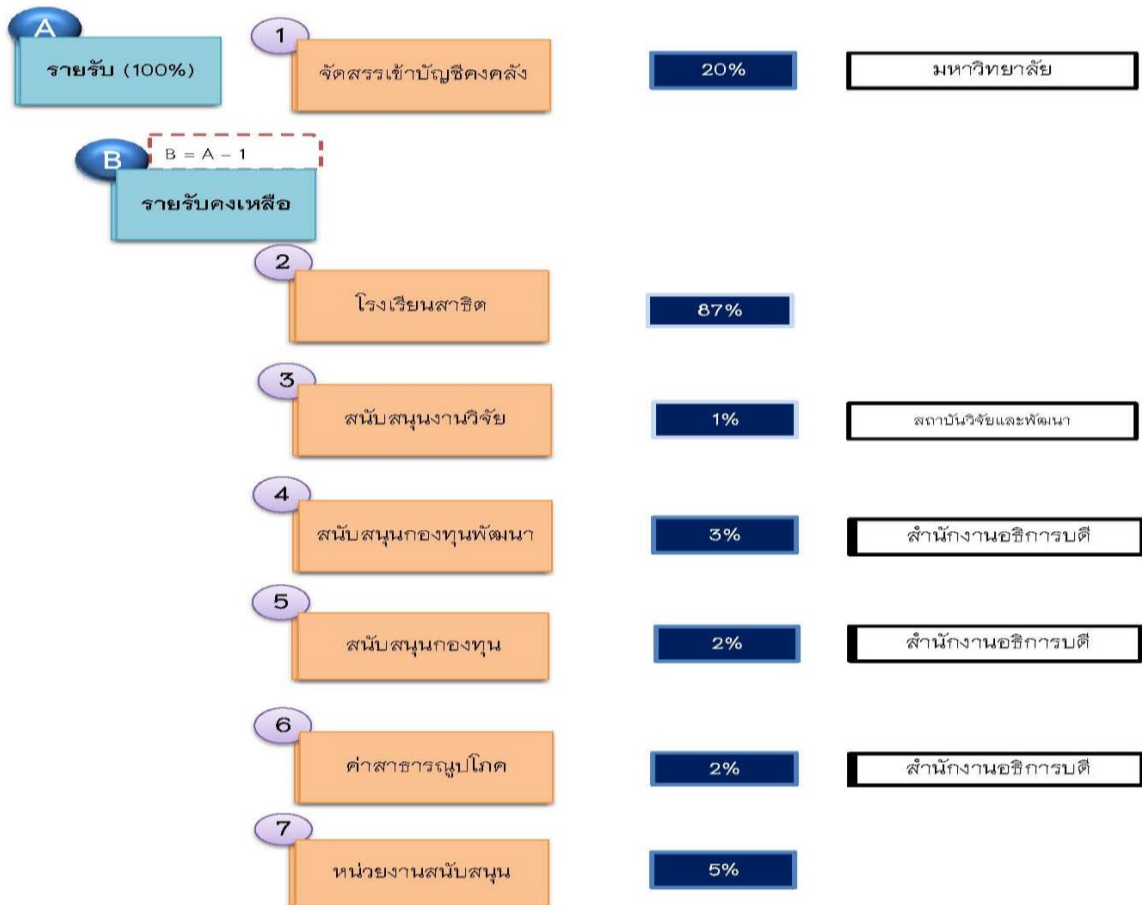 A
รายรับ (100%)
1
จัดสรรเข้าบัญชีคงคลัง
20%
มหาวิทยาลัย
B
B = A - 1
รายรับคงเหลือ
2
โรงเรียนสาธิต
87%
3
สนับสนุนงานวิจัย
1%
สถาบันวิจัยและพัฒนา
4
สนับสนุนกองทุนพัฒนา
3%
สำนักงานอธิการบดี
5
สนับสนุนกองทุน
2%
สำนักงานอธิการบดี
6
ค่าสาธารณูปโภค
2%
สำนักงานอธิการบดี
7
หน่วยงานสนับสนุน
5%